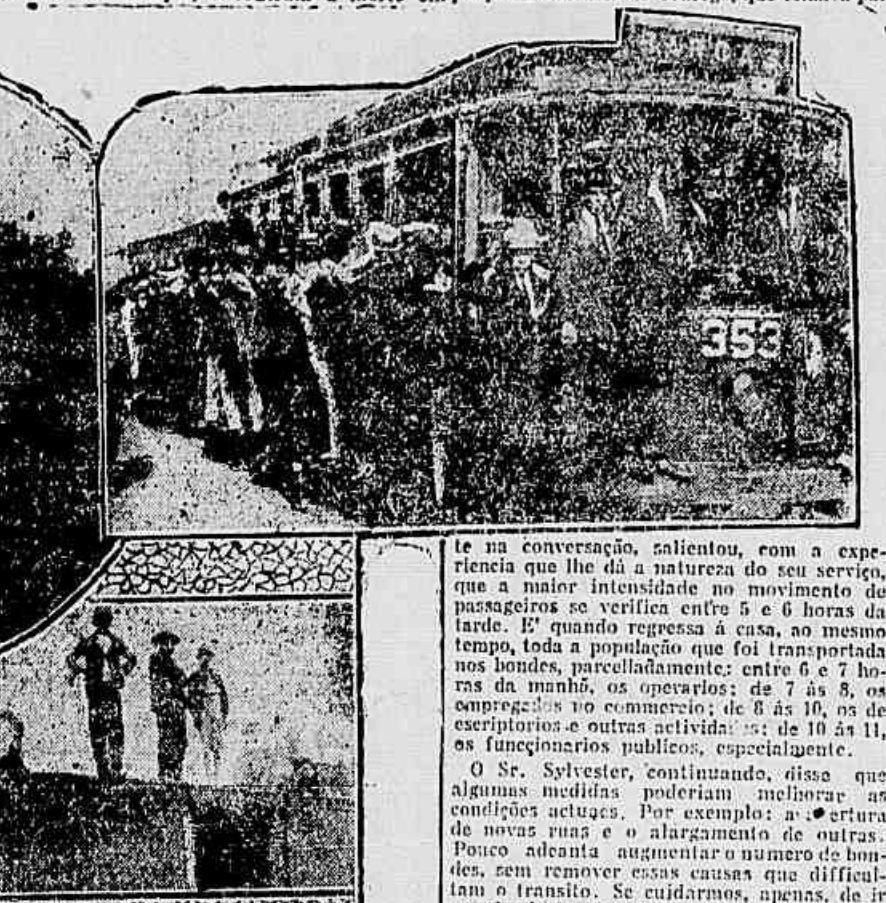 353
te na conversação, salientou, com a expe-
riencia que lhe dá a natureza do seu serviço,
que a maior intensidade no movimento de
passageiros se verifica entre 5 e 6 horas da
tarde. E' quando regressa á casa, ao mesmo
tempo, toda a população que foi transportada
nos bondes, parcelladamente: entre 6 e 7 ho-
ras da manhã, os operarios; de 7 ás 8, os
empregados no commercio; de 8 ás 10, os de
escriptorios e outras actividades; de 10 ás 11,
os funccionarios publicos, especialmente.
O Sr. Sylvester, continuando, disse que
algumas medidas poderiam melhorar as
condições actuaes. Por exemplo: a abertura
de novas ruas e o alargamento de outras.
Pouco adeanta augmentar o numero de bon-
des, sem remover essas causas que difficul-
tam o transito. Se cuidarmos, apenas, de ir